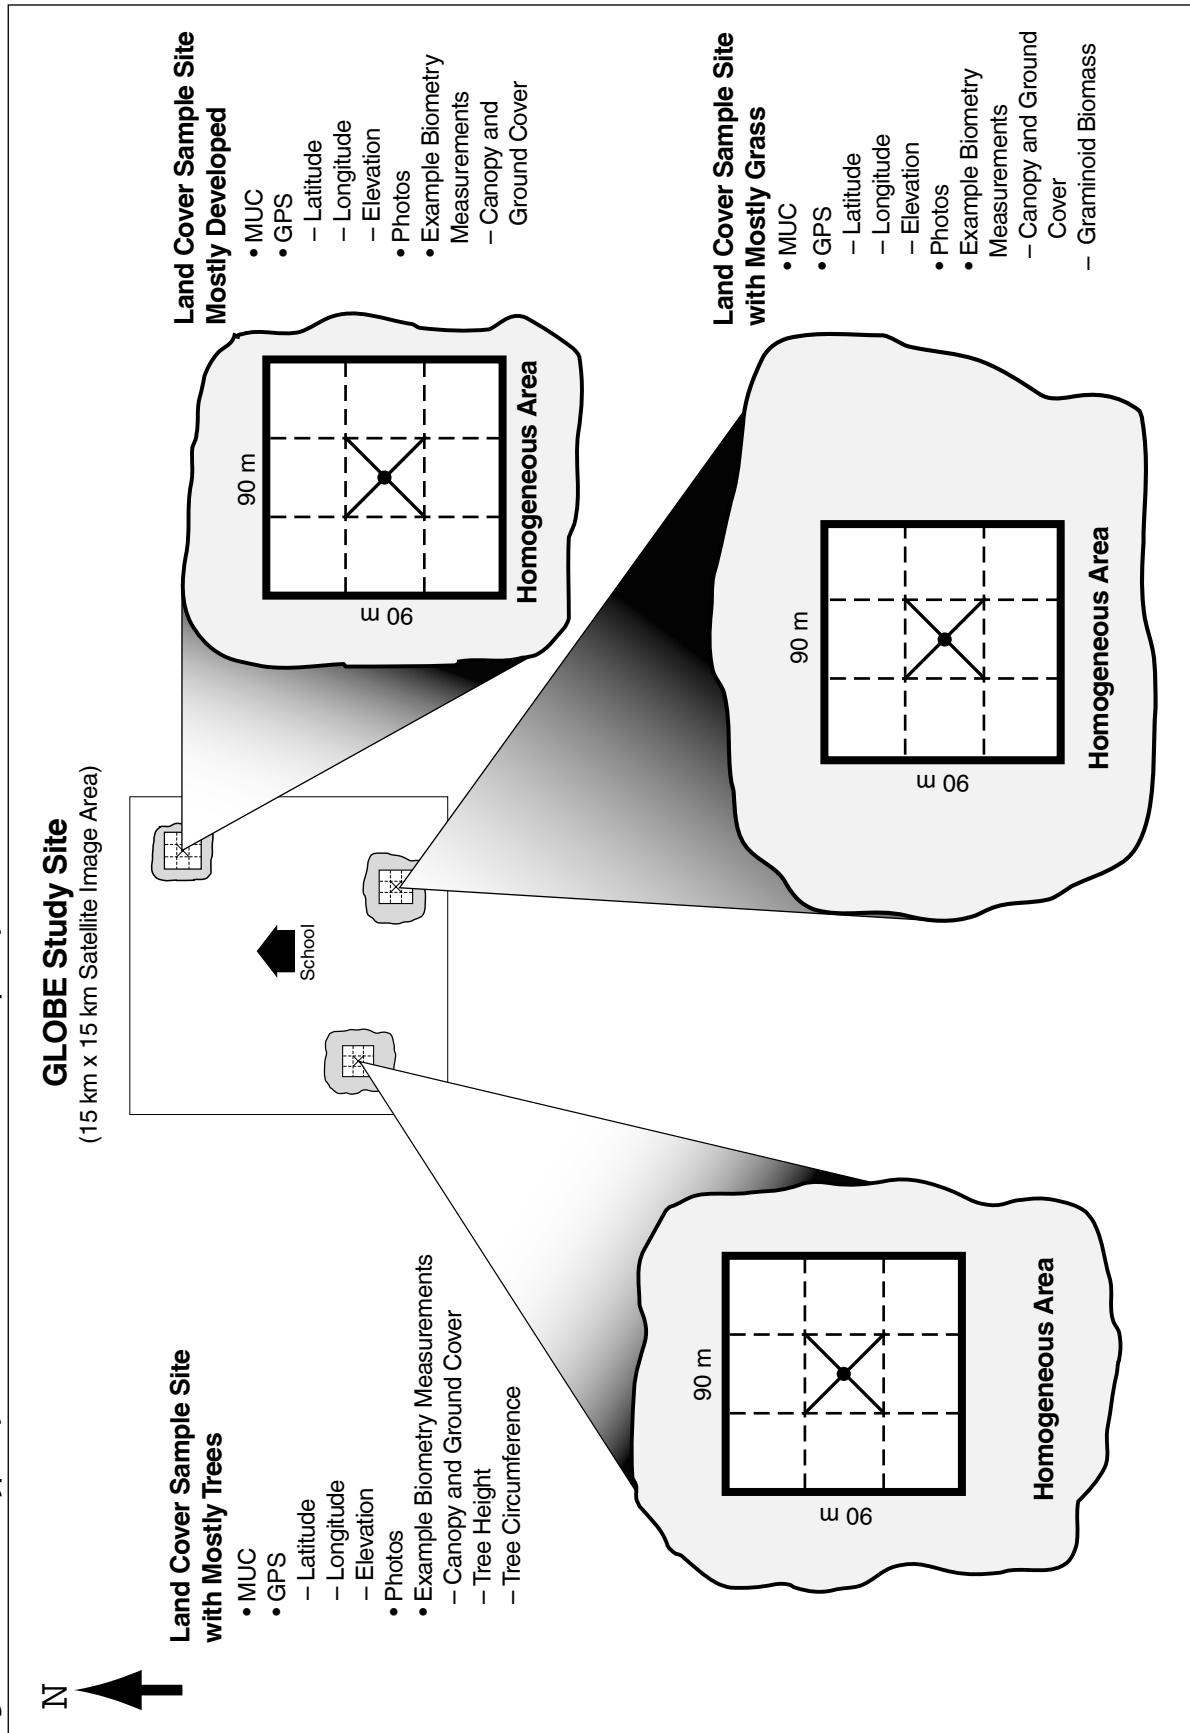 GLOBE Study Site
(15 km x 15 km Satellite Image Area)
N
Land Cover Sample Site
with Mostly Trees
• MUC
• GPS
– Latitude
– Longitude
– Elevation
• Photos
• Example Biometry Measurements
– Canopy and Ground Cover
– Tree Height
– Tree Circumference
School
Land Cover Sample Site
Mostly Developed
• MUC
• GPS
– Latitude
– Longitude
– Elevation
• Photos
• Example Biometry
Measurements
– Canopy and
Ground Cover
90 m
90 m
Homogeneous Area
Land Cover Sample Site
with Mostly Grass
• MUC
• GPS
– Latitude
– Longitude
– Elevation
• Photos
• Example Biometry
Measurements
– Canopy and Ground
Cover
– Graminoid Biomass
90 m
90 m
Homogeneous Area
90 m
90 m
Homogeneous Area